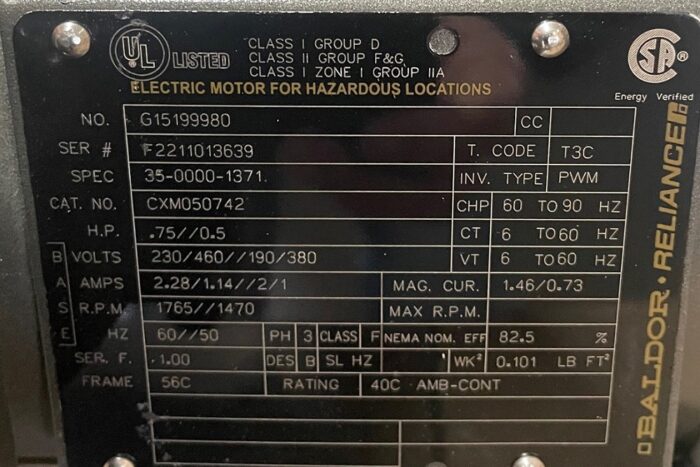 UL LISTED
CLASS I GROUP D
CLASS II GROUP F&G
CLASS I ZONE I GROUP IIA
ELECTRIC MOTOR FOR HAZARDOUS LOCATIONS
CSA
Energy Verified
NO. G15199980 CC
SER # F2211013639 T. CODE T3C
SPEC 35-0000-1371. INV. TYPE PWM
CAT. NO. CXM050742 CHP 60 TO 90 HZ
H.P. .75//0.5 CT 6 TO 60 HZ
VOLTS 230/460//190/380 VT 6 TO 60 HZ
AMPS 2.28/1.14//2/1 MAG. CUR. 1.46/0.73
R.P.M. 1765//1470 MAX R.P.M.
HZ 60//50 PH 3 CLASS F NEMA NOM. EFF 82.5 %
SER. F. 1.00 DES B SL HZ WK² 0.101 LB FT²
FRAME 56C RATING 40C AMB-CONT
BASE
BALDOR · RELIANCE